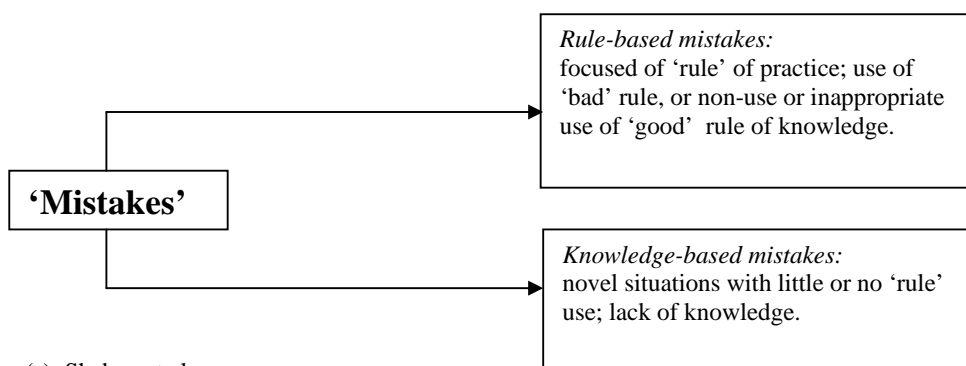 Rule-based mistakes:
focused of ‘rule’ of practice; use of
‘bad’ rule, or non-use or inappropriate
use of ‘good’ rule of knowledge.
‘Mistakes’
Knowledge-based mistakes:
novel situations with little or no ‘rule’
use; lack of knowledge.